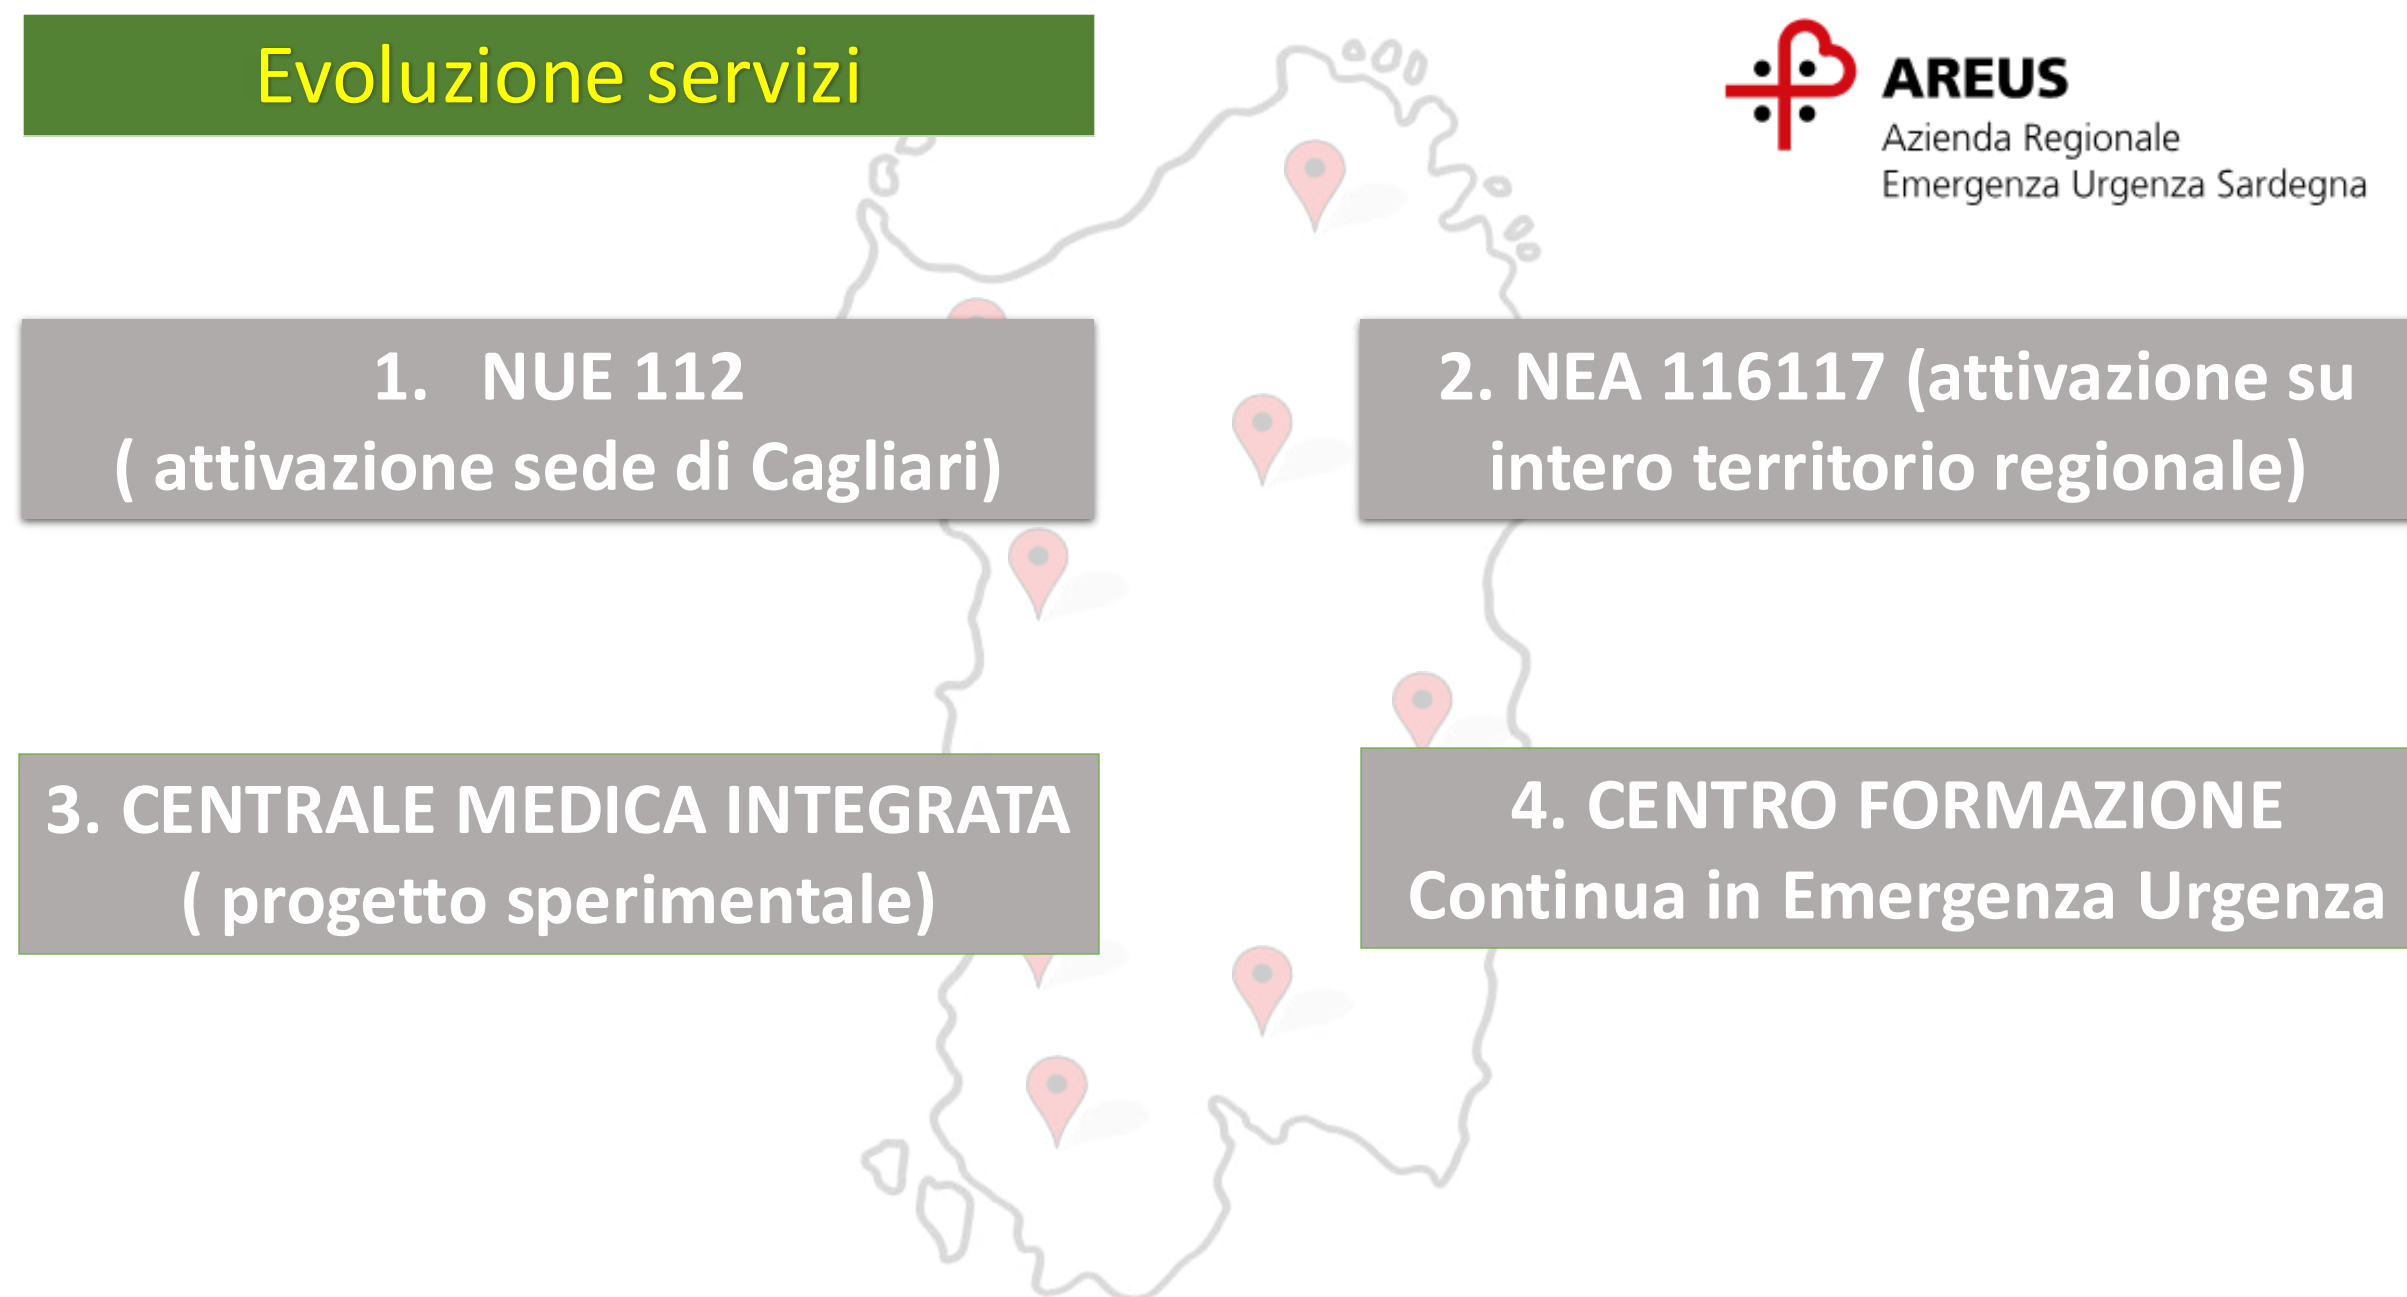 Evoluzione servizi
AREUS
Azienda Regionale
Emergenza Urgenza Sardegna
1. NUE 112
( attivazione sede di Cagliari)
2. NEA 116117 (attivazione su
intero territorio regionale)
3. CENTRALE MEDICA INTEGRATA
( progetto sperimentale)
4. CENTRO FORMAZIONE
Continua in Emergenza Urgenza